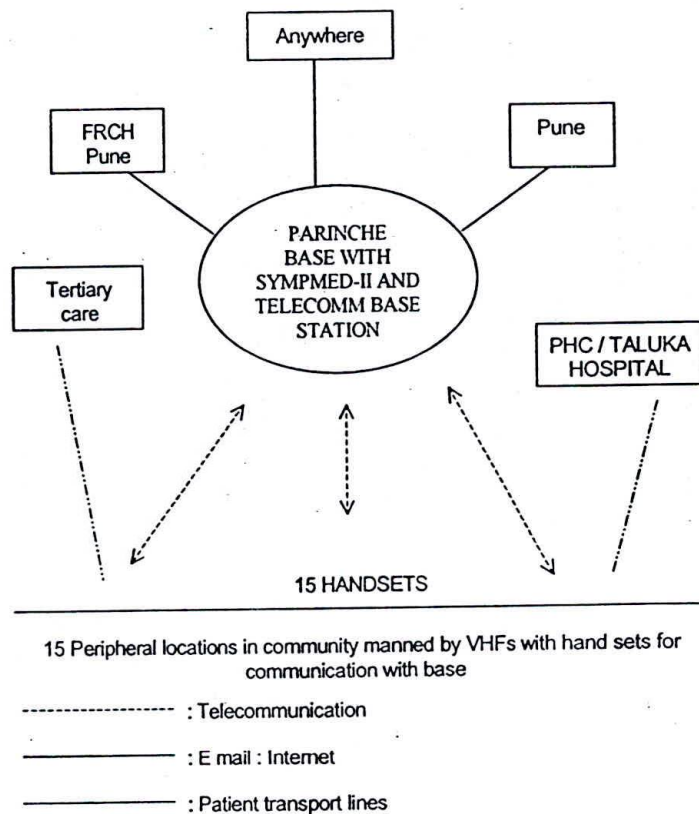 Anywhere
FRCH
Pune
Pune
PARINCHE
BASE WITH
SYMPMED-II AND
TELECOMM BASE
STATION
Tertiary
care
PHC / TALUKA
HOSPITAL
15 HANDSETS
15 Peripheral locations in community manned by VHFs with hand sets for
communication with base
: Telecommunication
: E mail : Internet
: Patient transport lines